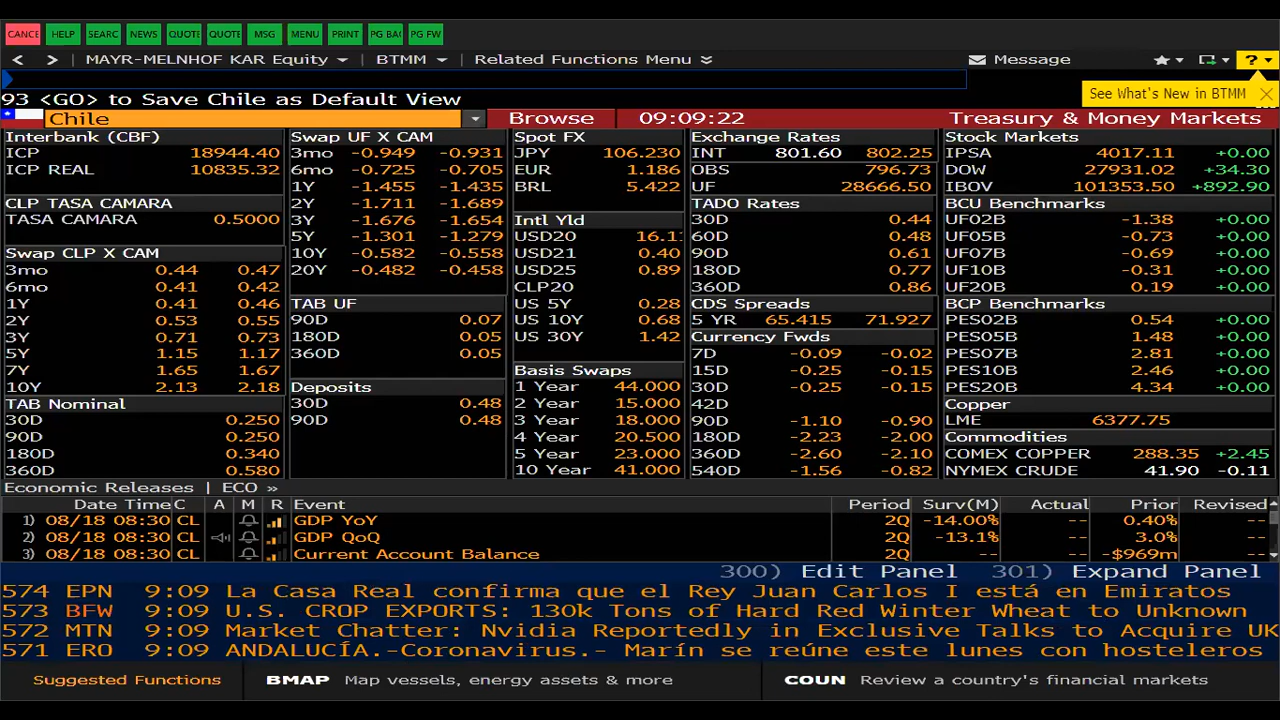 CANCE HELP SEARC NEWS QUOTE QUOTE MSG MENU PRINT PG BA PG FW
< > MAYR-MELNHOF KAR Equity BTMM Related Functions Menu Message ?
93 <GO> to Save Chile as Default View See What's New in BTMM
Chile Browse 09:09:22 Treasury & Money Markets
Interbank (CBF)
ICP 18944.40
ICP REAL 10835.32
CLP TASA CAMARA
TASA CAMARA 0.5000
Swap CLP X CAM
3mo 0.44 0.47
6mo 0.41 0.42
1Y 0.41 0.46
2Y 0.53 0.55
3Y 0.71 0.73
5Y 1.15 1.17
7Y 1.65 1.67
10Y 2.13 2.18
TAB Nominal
30D 0.250
90D 0.250
180D 0.340
360D 0.580
Swap UF X CAM
3mo -0.949 -0.931
6mo -0.725 -0.705
1Y -1.455 -1.435
2Y -1.711 -1.689
3Y -1.676 -1.654
5Y -1.301 -1.279
10Y -0.582 -0.558
20Y -0.482 -0.458
TAB UF
90D 0.07
180D 0.05
360D 0.05
Deposits
30D 0.48
90D 0.48
Spot FX
JPY 106.230
EUR 1.186
BRL 5.422
Intl Yld
USD20 16.1
USD21 0.40
USD25 0.89
CLP20
US 5Y 0.28
US 10Y 0.68
US 30Y 1.42
Basis Swaps
1 Year 44.000
2 Year 15.000
3 Year 18.000
4 Year 20.500
5 Year 23.000
10 Year 41.000
Exchange Rates
INT 801.60 802.25
OBS 796.73
UF 28666.50
TADO Rates
30D 0.44
60D 0.48
90D 0.61
180D 0.77
360D 0.86
CDS Spreads
5 YR 65.415 71.927
Currency Fwds
7D -0.09 -0.02
15D -0.25 -0.15
30D -0.25 -0.15
42D
90D -1.10 -0.90
180D -2.23 -2.00
360D -2.60 -2.10
540D -1.56 -0.82
Stock Markets
IPSA 4017.11 +0.00
DOW 27931.02 +34.30
IBOV 101353.50 +892.90
BCU Benchmarks
UF02B -1.38 +0.00
UF05B -0.73 +0.00
UF07B -0.69 +0.00
UF10B -0.31 +0.00
UF20B 0.19 +0.00
BCP Benchmarks
PES02B 0.54 +0.00
PES05B 1.48 +0.00
PES07B 2.81 +0.00
PES10B 2.46 +0.00
PES20B 4.34 +0.00
Copper
LME 6377.75
Commodities
COMEX COPPER 288.35 +2.45
NYMEX CRUDE 41.90 -0.11
Economic Releases | ECO »
Date Time C A M R Event Period Surv(M) Actual Prior Revised
1) 08/18 08:30 CL GDP YoY 2Q -14.00% -- 0.40% --
2) 08/18 08:30 CL GDP QoQ 2Q -13.1% -- 3.0% --
3) 08/18 08:30 CL Current Account Balance 2Q -- -- -$969m --
300) Edit Panel 301) Expand Panel
574 EPN 9:09 La Casa Real confirma que el Rey Juan Carlos I está en Emiratos
573 BFW 9:09 U.S. CROP EXPORTS: 130k Tons of Hard Red Winter Wheat to Unknown
572 MTN 9:09 Market Chatter: Nvidia Reportedly in Exclusive Talks to Acquire UK
571 ERO 9:09 ANDALUCÍA.-Coronavirus.- Marín se reúne este lunes con hosteleros
Suggested Functions BMAP Map vessels, energy assets & more COUN Review a country's financial markets